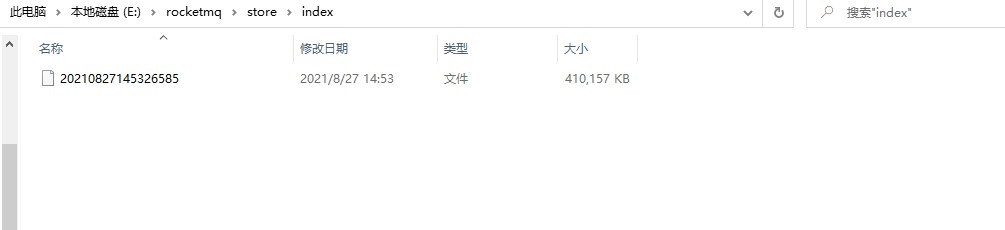 此电脑 > 本地磁盘 (E:) > rocketmq > store > index 搜索"index"
名称 修改日期 类型 大小
20210827145326585 2021/8/27 14:53 文件 410,157 KB